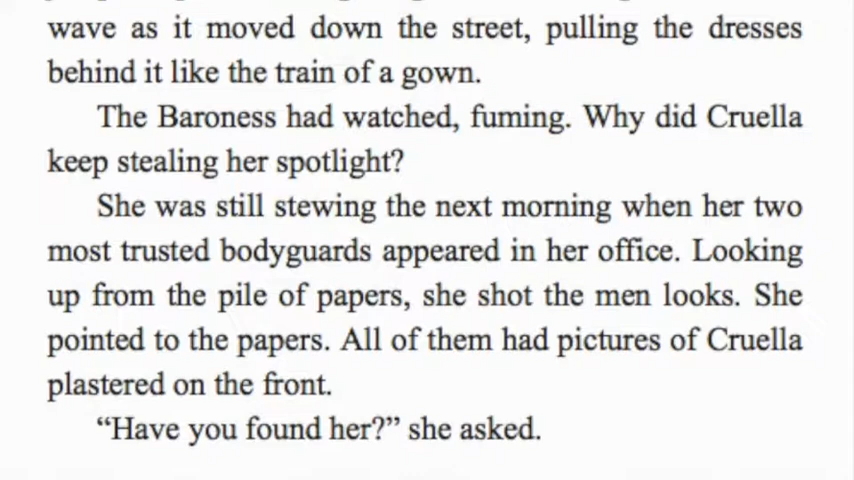 wave as it moved down the street, pulling the dresses
behind it like the train of a gown.
The Baroness had watched, fuming. Why did Cruella
keep stealing her spotlight?
She was still stewing the next morning when her two
most trusted bodyguards appeared in her office. Looking
up from the pile of papers, she shot the men looks. She
pointed to the papers. All of them had pictures of Cruella
plastered on the front.
“Have you found her?” she asked.